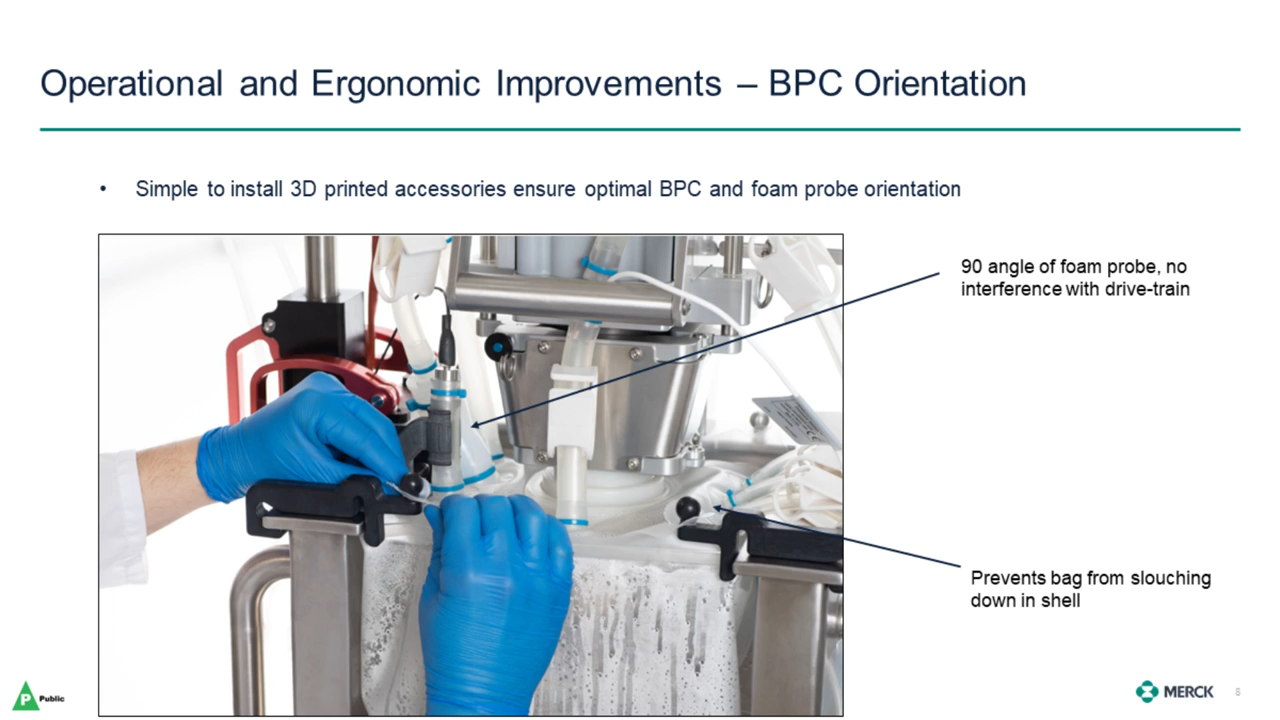 Operational and Ergonomic Improvements – BPC Orientation
• Simple to install 3D printed accessories ensure optimal BPC and foam probe orientation
90 angle of foam probe, no
interference with drive-train
Prevents bag from slouching
down in shell
P Public
MERCK
8